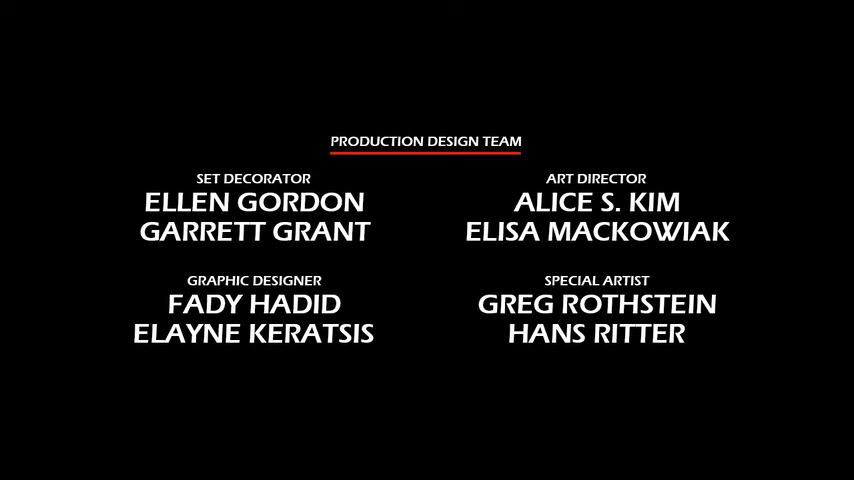 PRODUCTION DESIGN TEAM
SET DECORATOR
ELLEN GORDON
GARRETT GRANT
ART DIRECTOR
ALICE S. KIM
ELISA MACKOWIAK
GRAPHIC DESIGNER
FADY HADID
ELAYNE KERATSIS
SPECIAL ARTIST
GREG ROTHSTEIN
HANS RITTER